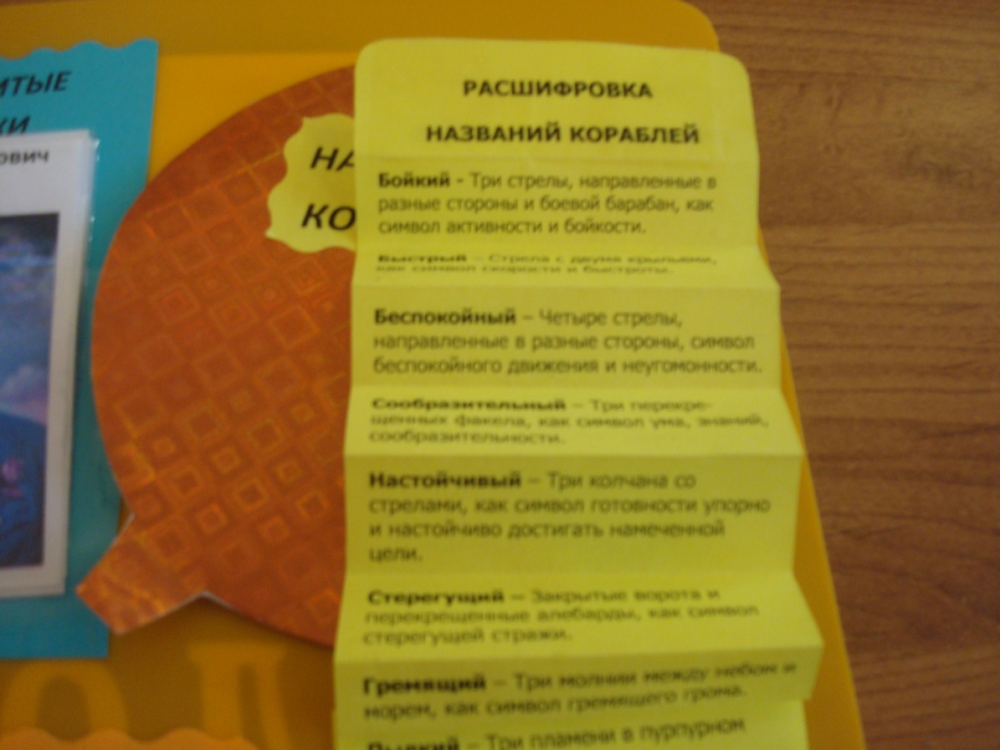 ИТЫЕ
КИ
ович
НА
КО
РАСШИФРОВКА
НАЗВАНИЙ КОРАБЛЕЙ
Бойкий - Три стрелы, направленные в
разные стороны и боевой барабан, как
символ активности и бойкости.
Быстрый – Стрела с двумя крыльями,
как символ скорости и быстроты.
Беспокойный – Четыре стрелы,
направленные в разные стороны, символ
беспокойного движения и неугомонности.
Сообразительный – Три перекре-
щенных факела, как символ ума, знаний,
сообразительности.
Настойчивый – Три колчана со
стрелами, как символ готовности упорно
и настойчиво достигать намеченной
цели.
Стерегущий – Закрытые ворота и
перекрещенные алебарды, как символ
стерегущей стражи.
Гремящий – Три молнии между небом и
морем, как символ гремящего грома.
Пылкий – Три пламени в пурпурном